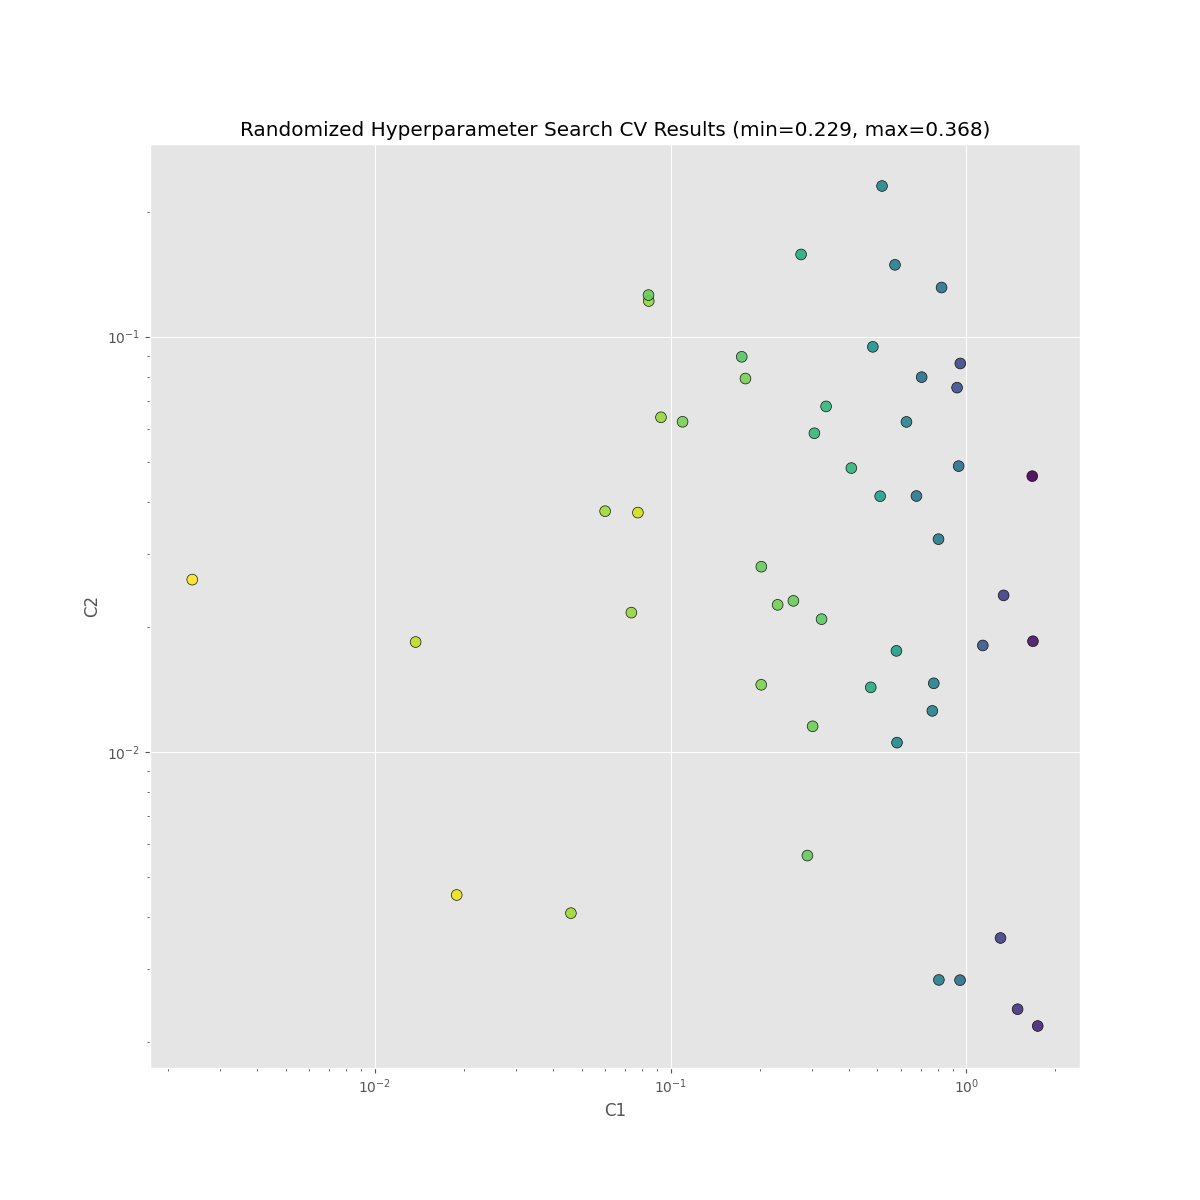 Randomized Hyperparameter Search CV Results (min=0.229, max=0.368)
10⁻¹
C2
10⁻²
10⁻² 10⁻¹ 10⁰
C1